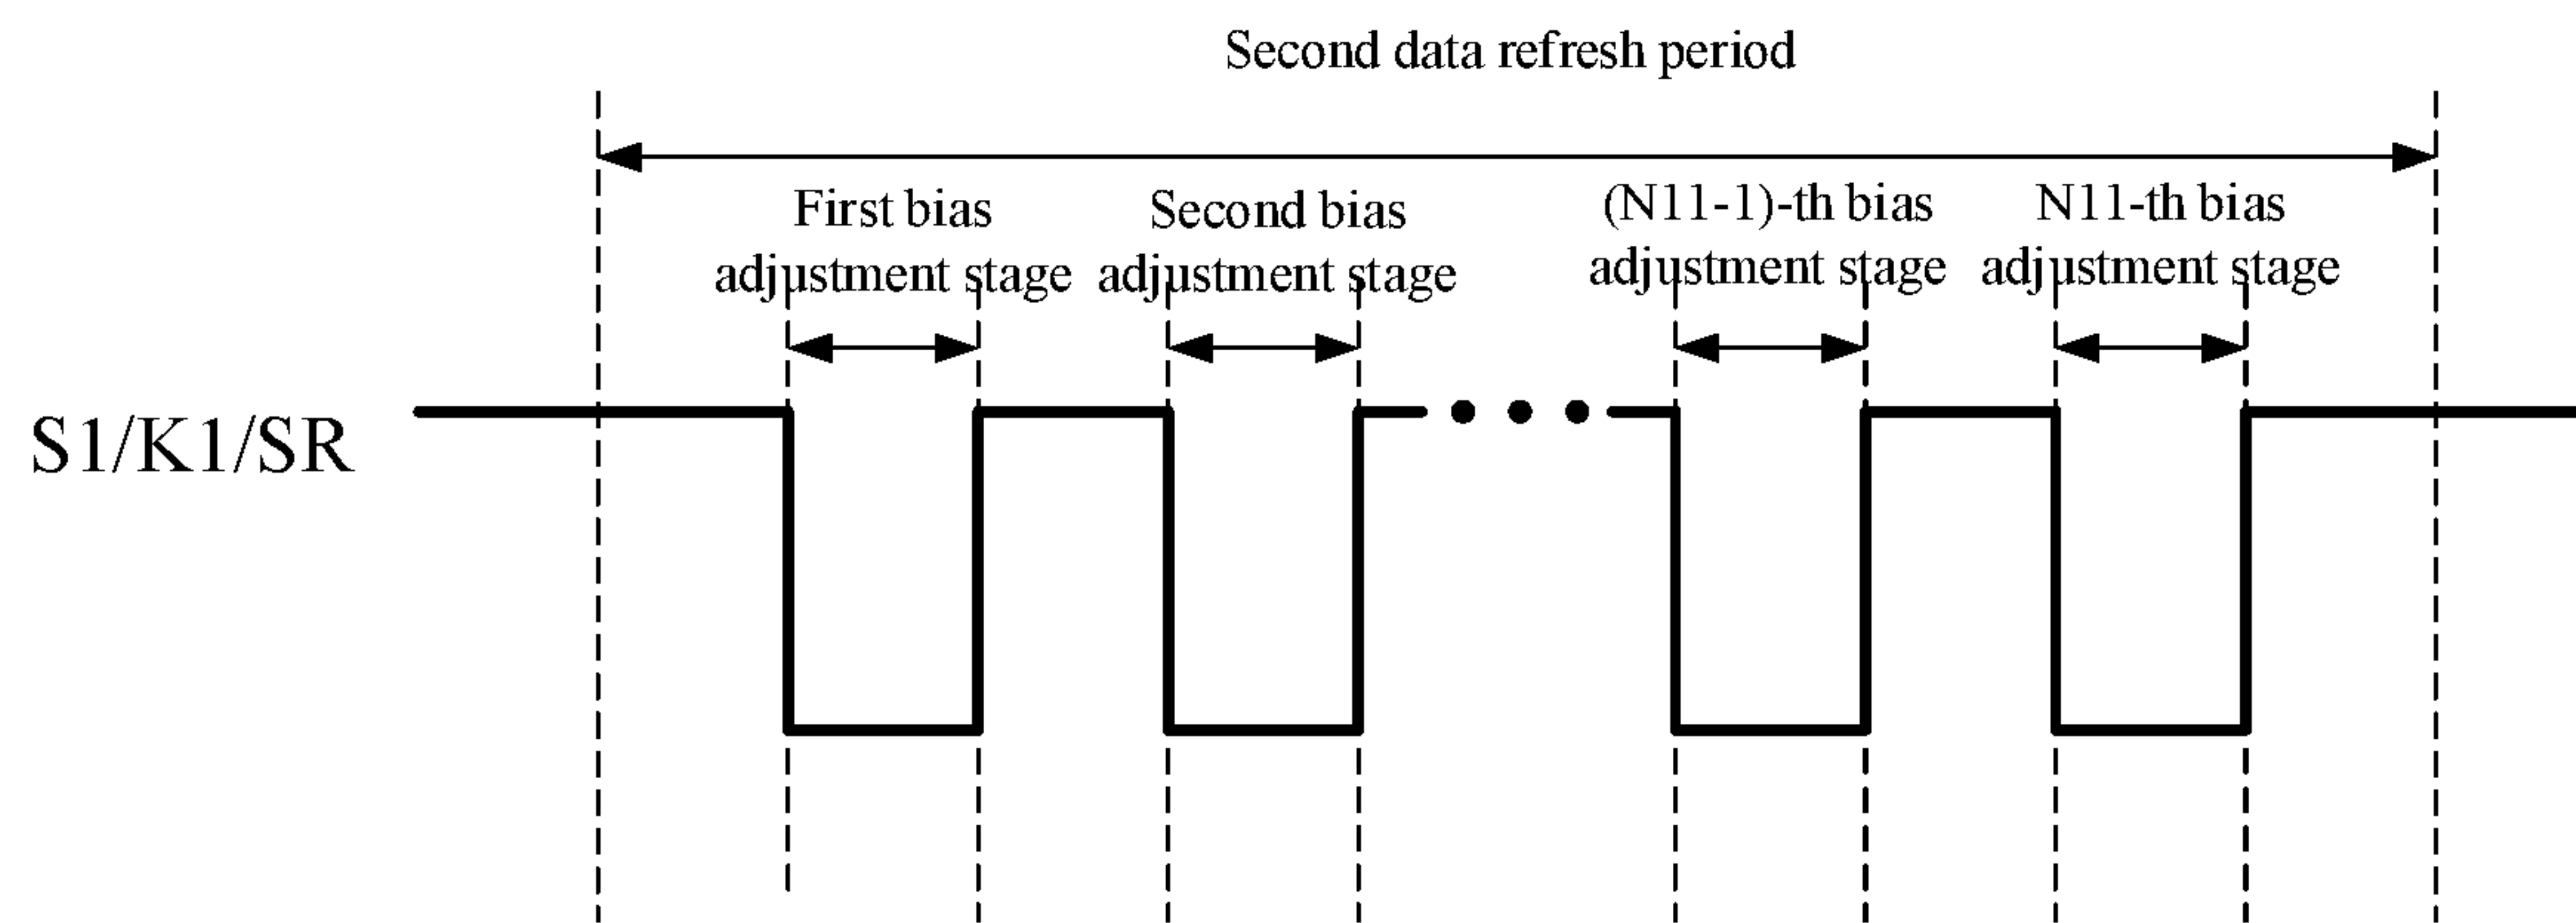 Second data refresh period
First bias
adjustment stage
Second bias
adjustment stage
(N11-1)-th bias
adjustment stage
N11-th bias
adjustment stage
S1/K1/SR